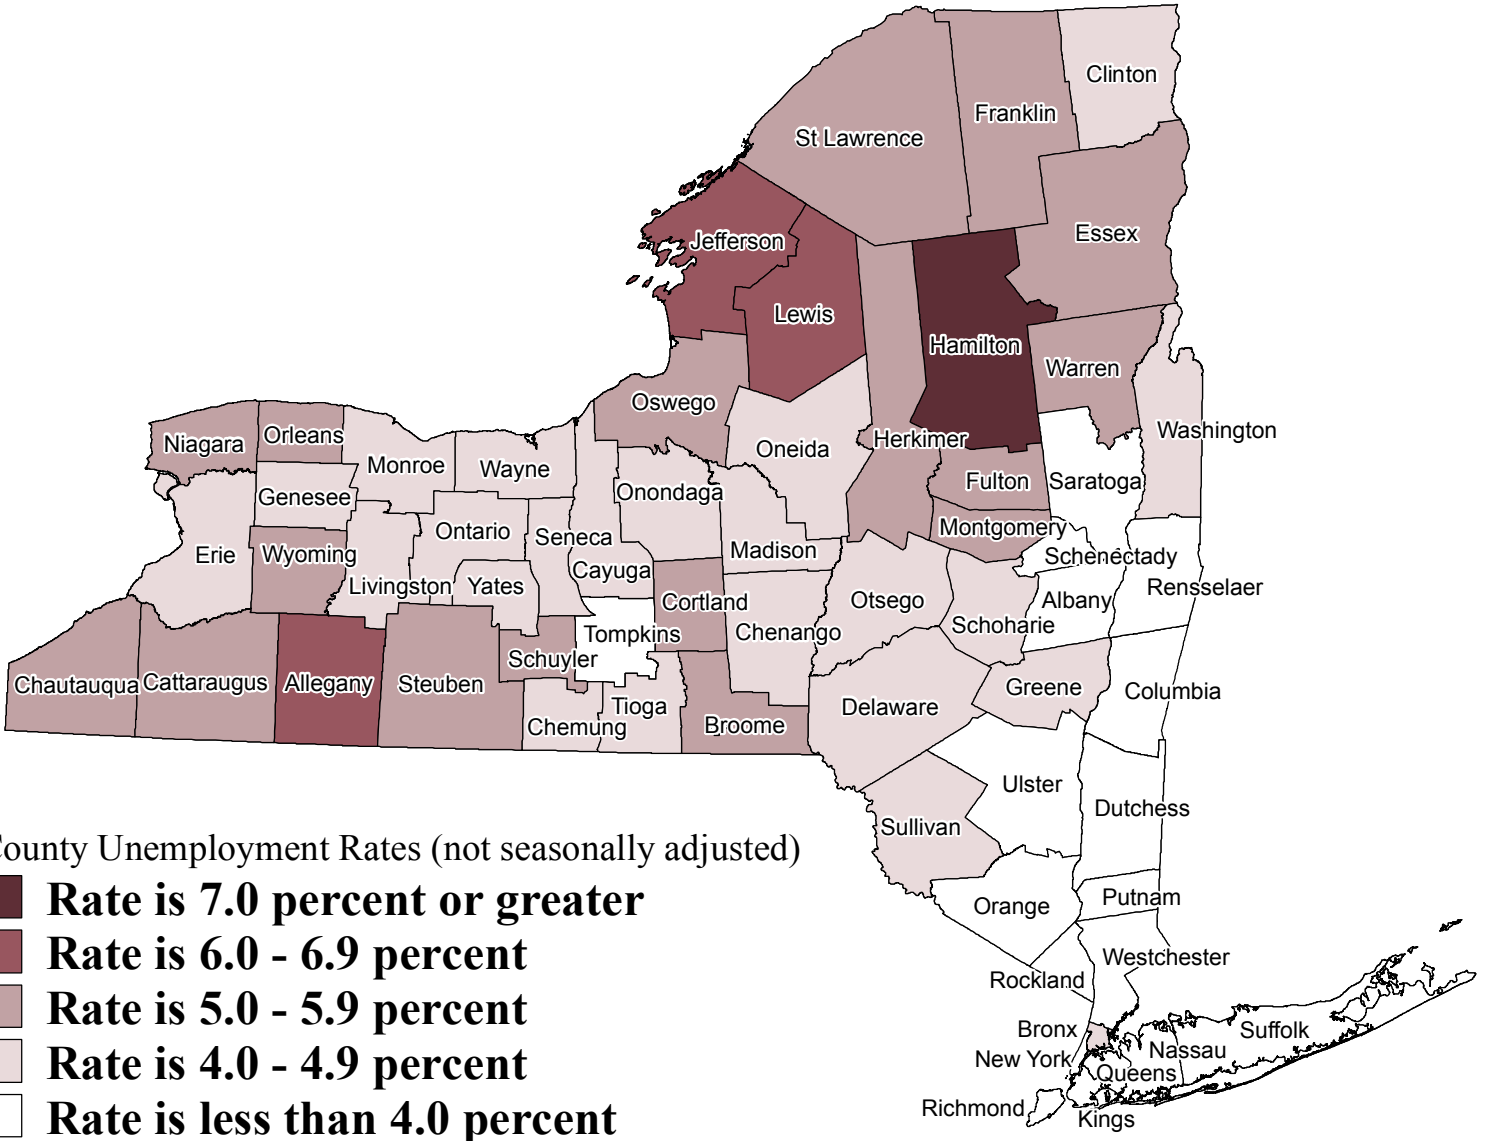 Clinton
Franklin
St Lawrence
Essex
Jefferson
Lewis
Hamilton
Warren
Oswego
Washington
Herkimer
Niagara
Orleans
Oneida
Monroe
Wayne
Fulton
Saratoga
Genesee
Onondaga
Montgomery
Ontario
Seneca
Madison
Erie
Wyoming
Schenectady
Cayuga
Livingston
Yates
Rensselaer
Cortland
Otsego
Albany
Schoharie
Tompkins
Chenango
Schuyler
Chautauqua
Cattaraugus
Allegany
Steuben
Greene
Columbia
Tioga
Delaware
Chemung
Broome
Ulster
Dutchess
Sullivan
Putnam
Orange
Westchester
Rockland
Bronx
Suffolk
New York
Nassau
Queens
Richmond
Kings
ounty Unemployment Rates (not seasonally adjusted)
Rate is 7.0 percent or greater
Rate is 6.0 - 6.9 percent
Rate is 5.0 - 5.9 percent
Rate is 4.0 - 4.9 percent
Rate is less than 4.0 percent